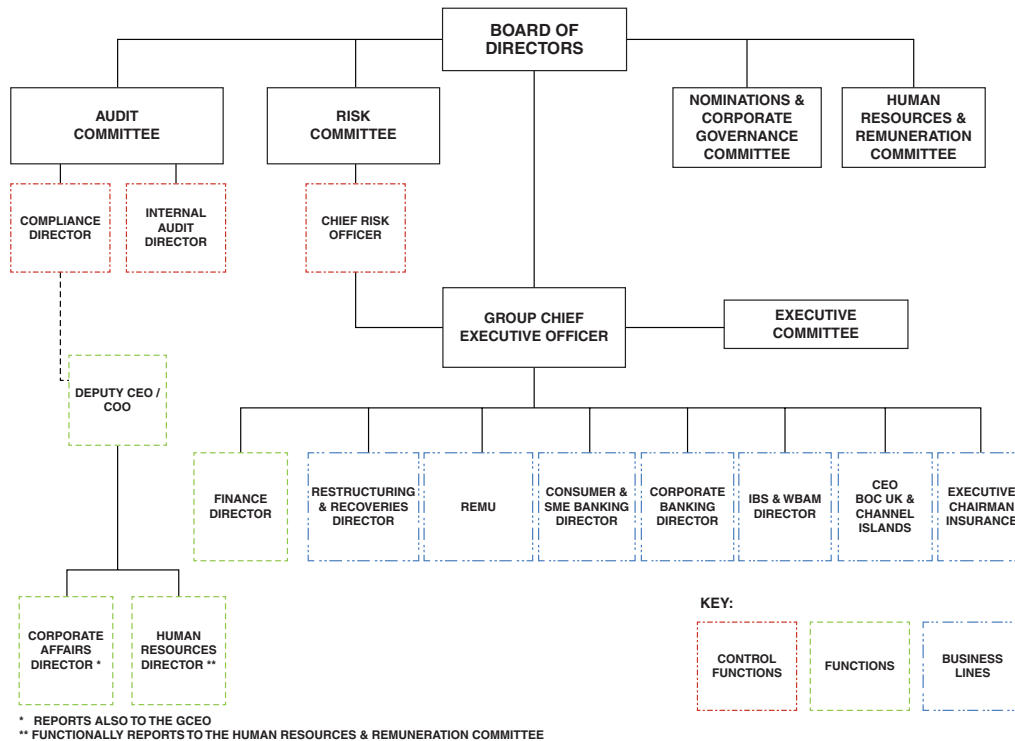 BOARD OF
DIRECTORS
AUDIT
COMMITTEE
RISK
COMMITTEE
NOMINATIONS &
CORPORATE
GOVERNANCE
COMMITTEE
HUMAN
RESOURCES &
REMUNERATION
COMMITTEE
COMPLIANCE
DIRECTOR
INTERNAL
AUDIT
DIRECTOR
CHIEF RISK
OFFICER
GROUP CHIEF
EXECUTIVE OFFICER
EXECUTIVE
COMMITTEE
DEPUTY CEO /
COO
FINANCE
DIRECTOR
RESTRUCTURING
& RECOVERIES
DIRECTOR
REMU
CONSUMER &
SME BANKING
DIRECTOR
CORPORATE
BANKING
DIRECTOR
IBS & WBAM
DIRECTOR
CEO
BOC UK &
CHANNEL
ISLANDS
EXECUTIVE
CHAIRMAN
INSURANCE
CORPORATE
AFFAIRS
DIRECTOR *
HUMAN
RESOURCES
DIRECTOR **
KEY:
CONTROL
FUNCTIONS
FUNCTIONS
BUSINESS
LINES
* REPORTS ALSO TO THE GCEO
** FUNCTIONALLY REPORTS TO THE HUMAN RESOURCES & REMUNERATION COMMITTEE